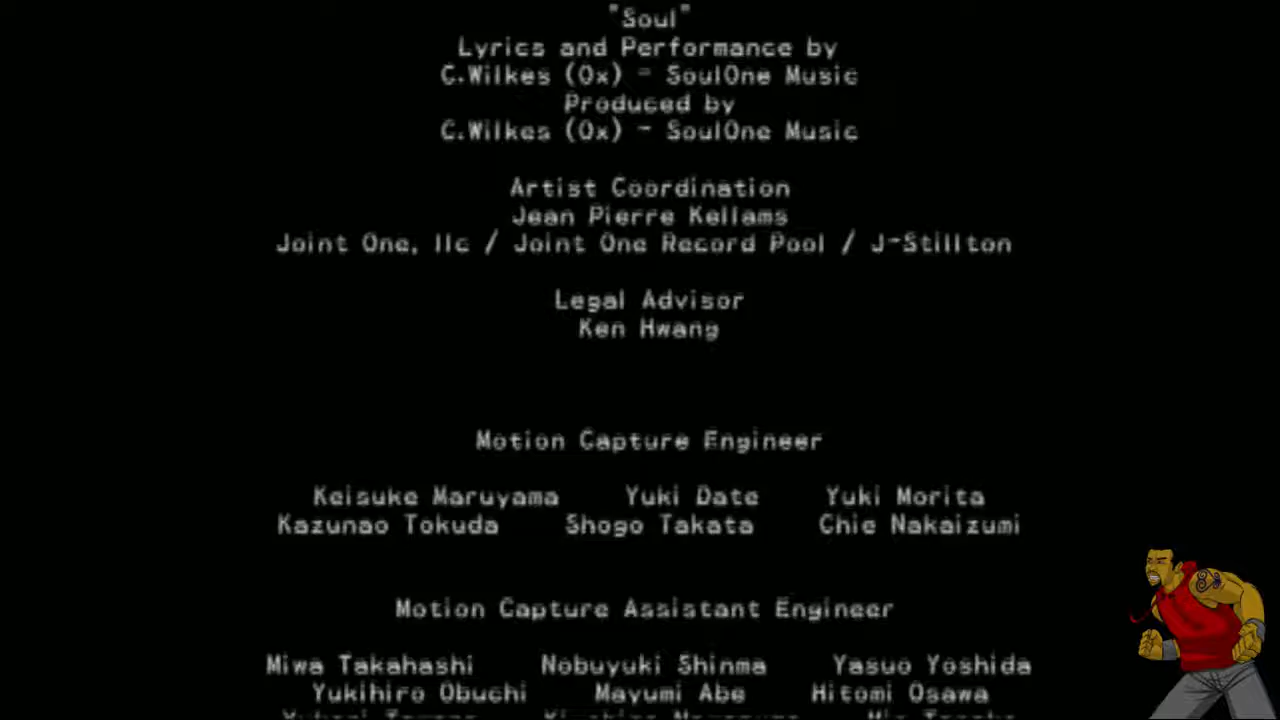 "Soul"
Lyrics and Performance by
C.Wilkes (Ox) - SoulOne Music
Produced by
C.Wilkes (Ox) - SoulOne Music
Artist Coordination
Jean Pierre Kellams
Joint One, llc / Joint One Record Pool / J-Stillton
Legal Advisor
Ken Hwang
Motion Capture Engineer
Keisuke Maruyama Yuki Date Yuki Morita
Kazunao Tokuda Shogo Takata Chie Nakaizumi
Motion Capture Assistant Engineer
Miwa Takahashi Nobuyuki Shinma Yasuo Yoshida
Yukihiro Obuchi Mayumi Abe Hitomi Osawa